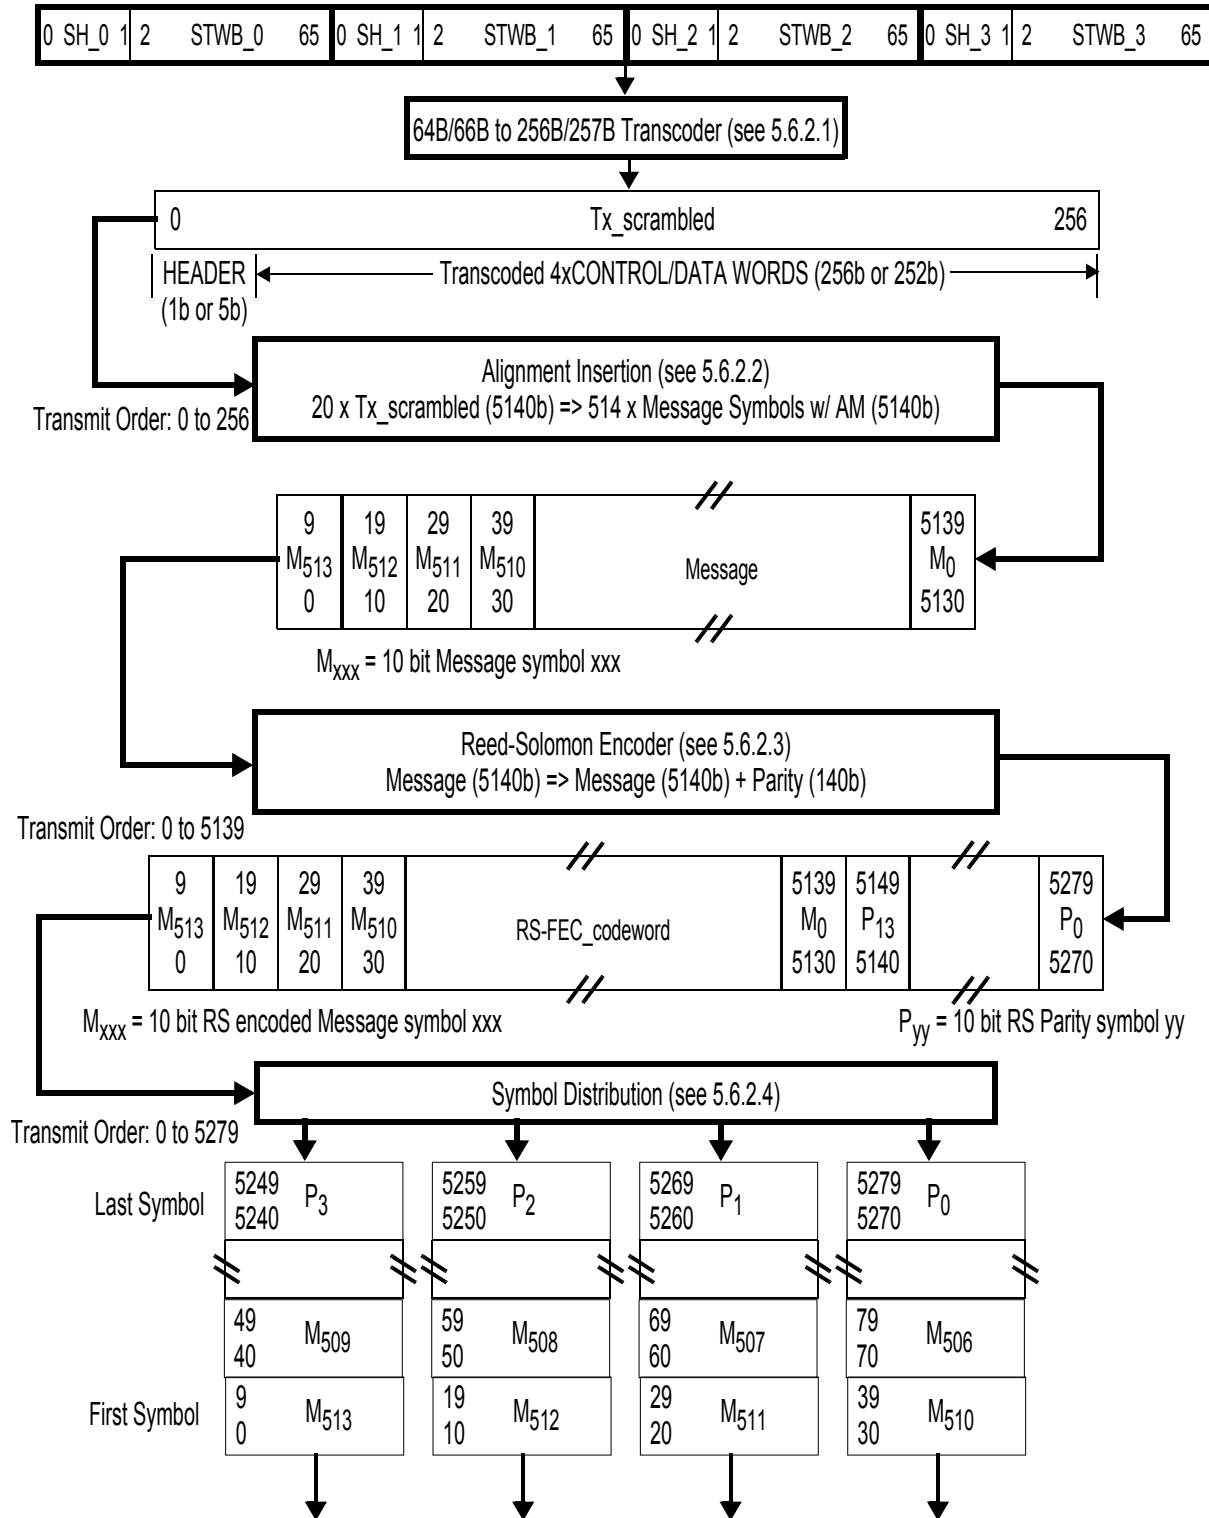 0 SH_0 1 2 STWB_0 65 0 SH_1 1 2 STWB_1 65 0 SH_2 1 2 STWB_2 65 0 SH_3 1 2 STWB_3 65
64B/66B to 256B/257B Transcoder (see 5.6.2.1)
0 Tx_scrambled 256
HEADER Transcoded 4xCONTROL/DATA WORDS (256b or 252b)
(1b or 5b)
Alignment Insertion (see 5.6.2.2)
20 x Tx_scrambled (5140b) => 514 x Message Symbols w/ AM (5140b)
Transmit Order: 0 to 256
9 19 29 39 5139
M513 M512 M511 M510 Message M0
0 10 20 30 5130
Mxxx = 10 bit Message symbol xxx
Reed-Solomon Encoder (see 5.6.2.3)
Message (5140b) => Message (5140b) + Parity (140b)
Transmit Order: 0 to 5139
9 19 29 39 5139 5149 5279
M513 M512 M511 M510 RS-FEC_codeword M0 P13 P0
0 10 20 30 5130 5140 5270
Mxxx = 10 bit RS encoded Message symbol xxx Pyy = 10 bit RS Parity symbol yy
Symbol Distribution (see 5.6.2.4)
Transmit Order: 0 to 5279
5249 5259 5269 5279
Last Symbol P3 P2 P1 P0
5240 5250 5260 5270
49 59 69 79
M509 M508 M507 M506
40 50 60 70
9 19 29 39
First Symbol M513 M512 M511 M510
0 10 20 30